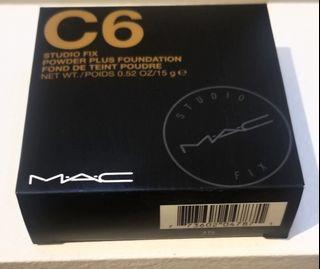 C6
STUDIO FIX
POWDER PLUS FOUNDATION
FOND DE TEINT POUDRE
NET WT./POIDS 0.52 OZ/15 g ℮
STUDIO
MAC
FIX
M·A·C